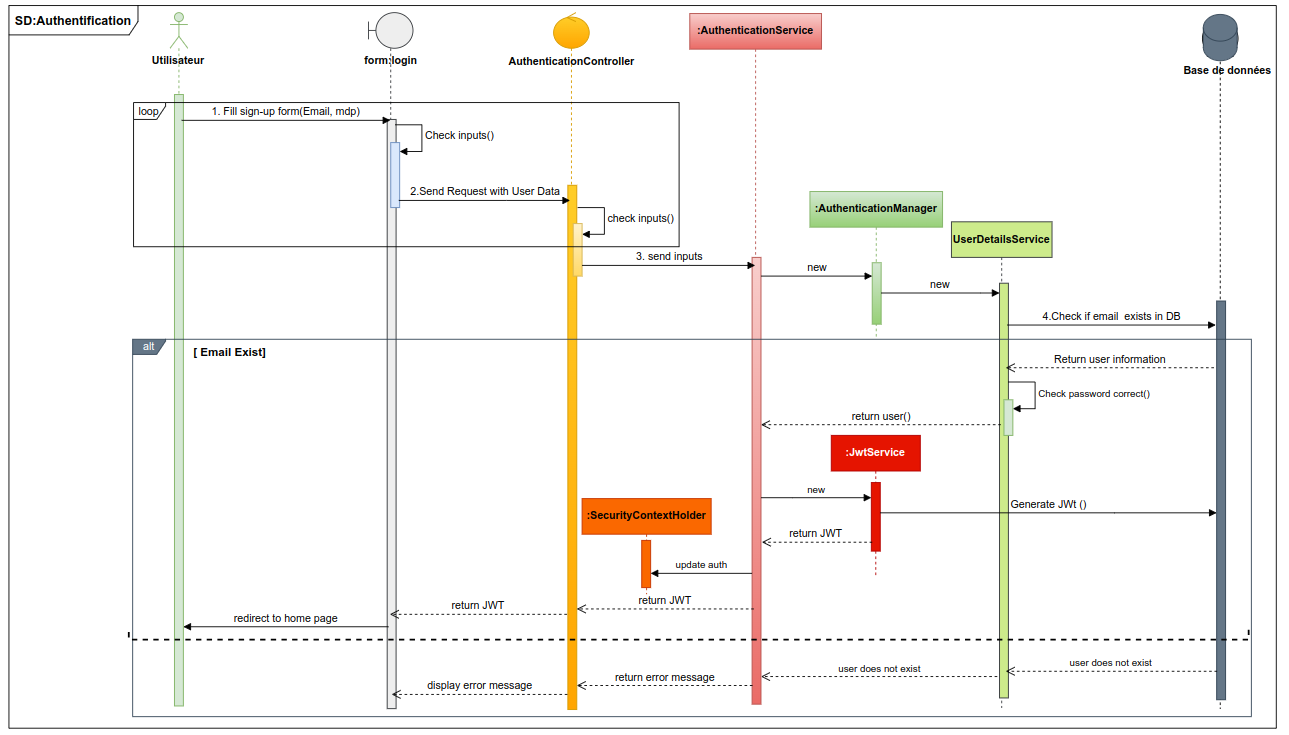 SD:Authentification
Utilisateur
form:login
AuthenticationController
:AuthenticationService
Base de données
loop
1. Fill sign-up form(Email, mdp)
Check inputs()
2.Send Request with User Data
check inputs()
:AuthenticationManager
UserDetailsService
3. send inputs
new
new
4.Check if email exists in DB
alt
[ Email Exist]
Return user information
Check password correct()
return user()
:JwtService
new
Generate JWt ()
:SecurityContextHolder
return JWT
update auth
return JWT
return JWT
redirect to home page
user does not exist
user does not exist
return error message
display error message